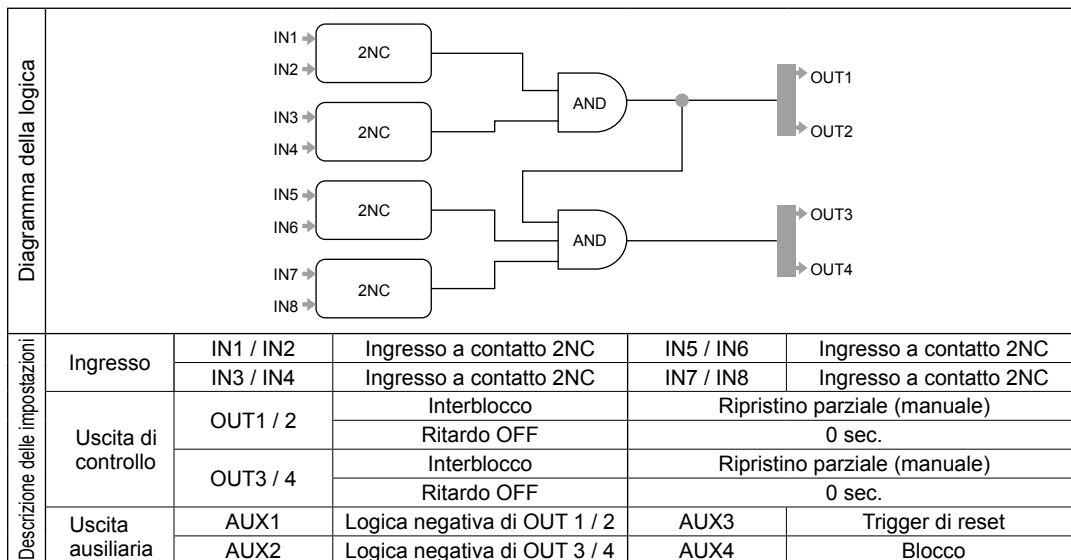 Diagramma della logica
IN1
IN2
2NC
IN3
IN4
2NC
AND
OUT1
OUT2
IN5
IN6
2NC
IN7
IN8
2NC
AND
OUT3
OUT4
Descrizione delle impostazioni
Ingresso
IN1 / IN2 Ingresso a contatto 2NC IN5 / IN6 Ingresso a contatto 2NC
IN3 / IN4 Ingresso a contatto 2NC IN7 / IN8 Ingresso a contatto 2NC
Uscita di
controllo
OUT1 / 2
Interblocco Ripristino parziale (manuale)
Ritardo OFF 0 sec.
OUT3 / 4
Interblocco Ripristino parziale (manuale)
Ritardo OFF 0 sec.
Uscita
ausiliaria
AUX1 Logica negativa di OUT 1 / 2 AUX3 Trigger di reset
AUX2 Logica negativa di OUT 3 / 4 AUX4 Blocco